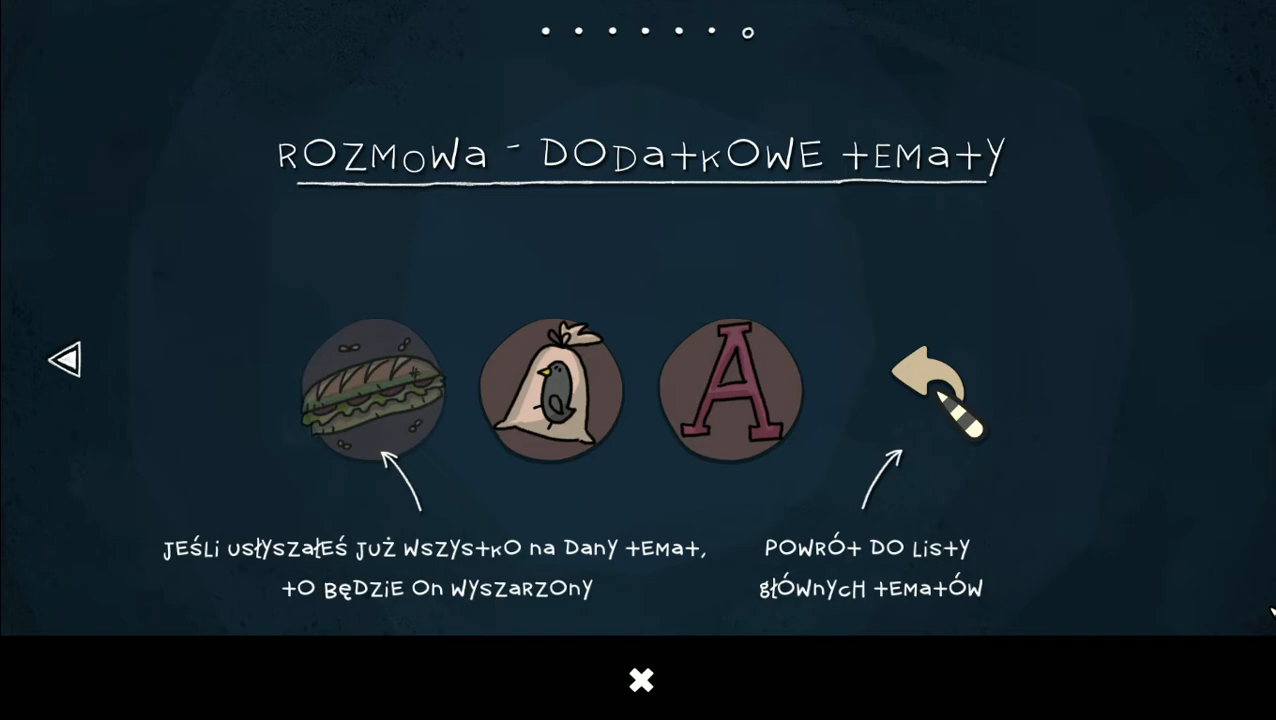 ROZMOWA - DODATKOWE TEMATY
A
JEŚLI USŁYSZAŁEŚ JUŻ WSZYSTKO NA DANY TEMAT,
TO BĘDZIE ON WYSZARZONY
POWRÓT DO LISTY
GŁÓWNYCH TEMATÓW